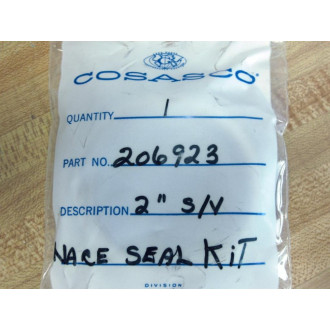 COSASCO®
QUANTITY 1
PART NO. 206923
DESCRIPTION 2" S/V
NACE SEAL KiT
DIVISION